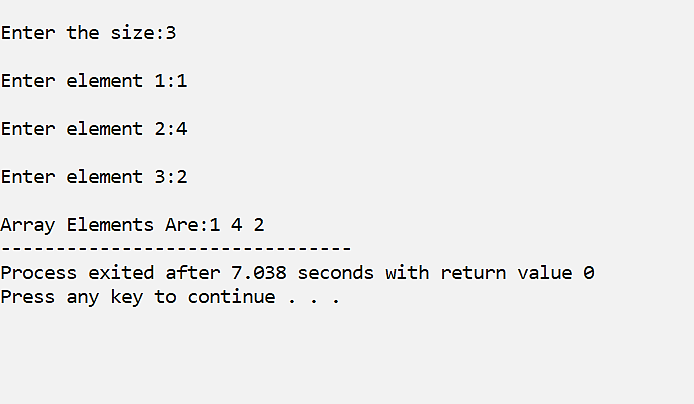 Enter the size:3
Enter element 1:1
Enter element 2:4
Enter element 3:2
Array Elements Are:1 4 2
--------------------------------
Process exited after 7.038 seconds with return value 0
Press any key to continue . . .